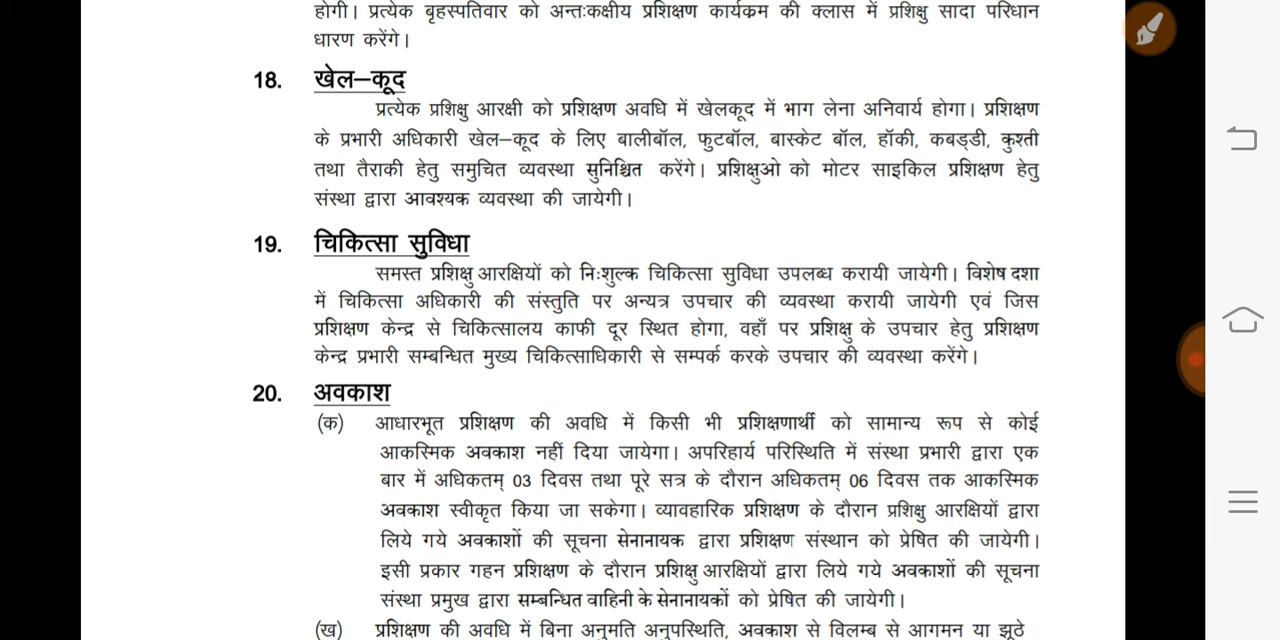 होगी। प्रत्येक बृहस्पतिवार को अन्तःकक्षीय प्रशिक्षण कार्यक्रम की क्लास में प्रशिक्षु सादा परिधान
धारण करेंगे।
18. खेल–कूद
प्रत्येक प्रशिक्षु आरक्षी को प्रशिक्षण अवधि में खेलकूद में भाग लेना अनिवार्य होगा। प्रशिक्षण
के प्रभारी अधिकारी खेल–कूद के लिए बालीबॉल, फुटबॉल, बास्केट बॉल, हॉकी, कबड्डी, कुश्ती
तथा तैराकी हेतु समुचित व्यवस्था सुनिश्चित करेंगे। प्रशिक्षुओ को मोटर साइकिल प्रशिक्षण हेतु
संस्था द्वारा आवश्यक व्यवस्था की जायेगी।
19. चिकित्सा सुविधा
समस्त प्रशिक्षु आरक्षियों को निःशुल्क चिकित्सा सुविधा उपलब्ध करायी जायेगी। विशेष दशा
में चिकित्सा अधिकारी की संस्तुति पर अन्यत्र उपचार की व्यवस्था करायी जायेगी एवं जिस
प्रशिक्षण केन्द्र से चिकित्सालय काफी दूर स्थित होगा, वहाँ पर प्रशिक्षु के उपचार हेतु प्रशिक्षण
केन्द्र प्रभारी सम्बन्धित मुख्य चिकित्साधिकारी से सम्पर्क करके उपचार की व्यवस्था करेंगे।
20. अवकाश
(क) आधारभूत प्रशिक्षण की अवधि में किसी भी प्रशिक्षणार्थी को सामान्य रूप से कोई
आकस्मिक अवकाश नहीं दिया जायेगा। अपरिहार्य परिस्थिति में संस्था प्रभारी द्वारा एक
बार में अधिकतम् 03 दिवस तथा पूरे सत्र के दौरान अधिकतम् 06 दिवस तक आकस्मिक
अवकाश स्वीकृत किया जा सकेगा। व्यावहारिक प्रशिक्षण के दौरान प्रशिक्षु आरक्षियों द्वारा
लिये गये अवकाशों की सूचना सेनानायक द्वारा प्रशिक्षण संस्थान को प्रेषित की जायेगी।
इसी प्रकार गहन प्रशिक्षण के दौरान प्रशिक्षु आरक्षियों द्वारा लिये गये अवकाशों की सूचना
संस्था प्रमुख द्वारा सम्बन्धित वाहिनी के सेनानायकों को प्रेषित की जायेगी।
(ख) प्रशिक्षण की अवधि में बिना अनुमति अनुपस्थिति, अवकाश से विलम्ब से आगमन या झूठे